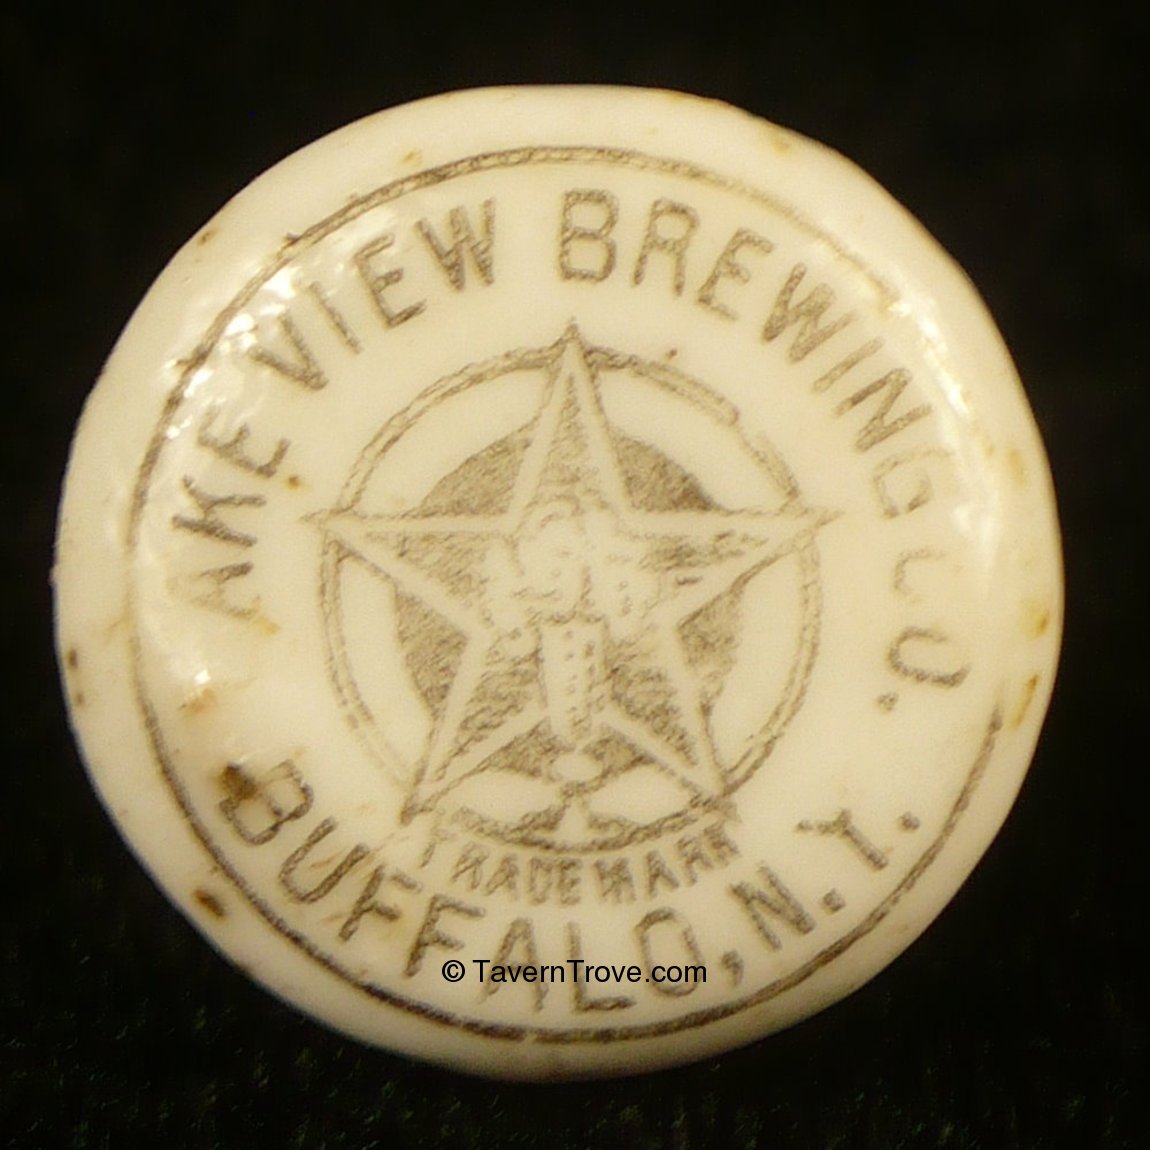 LAKE VIEW BREWING CO.
TRADE MARK
BUFFALO, N.Y.
© TavernTrove.com